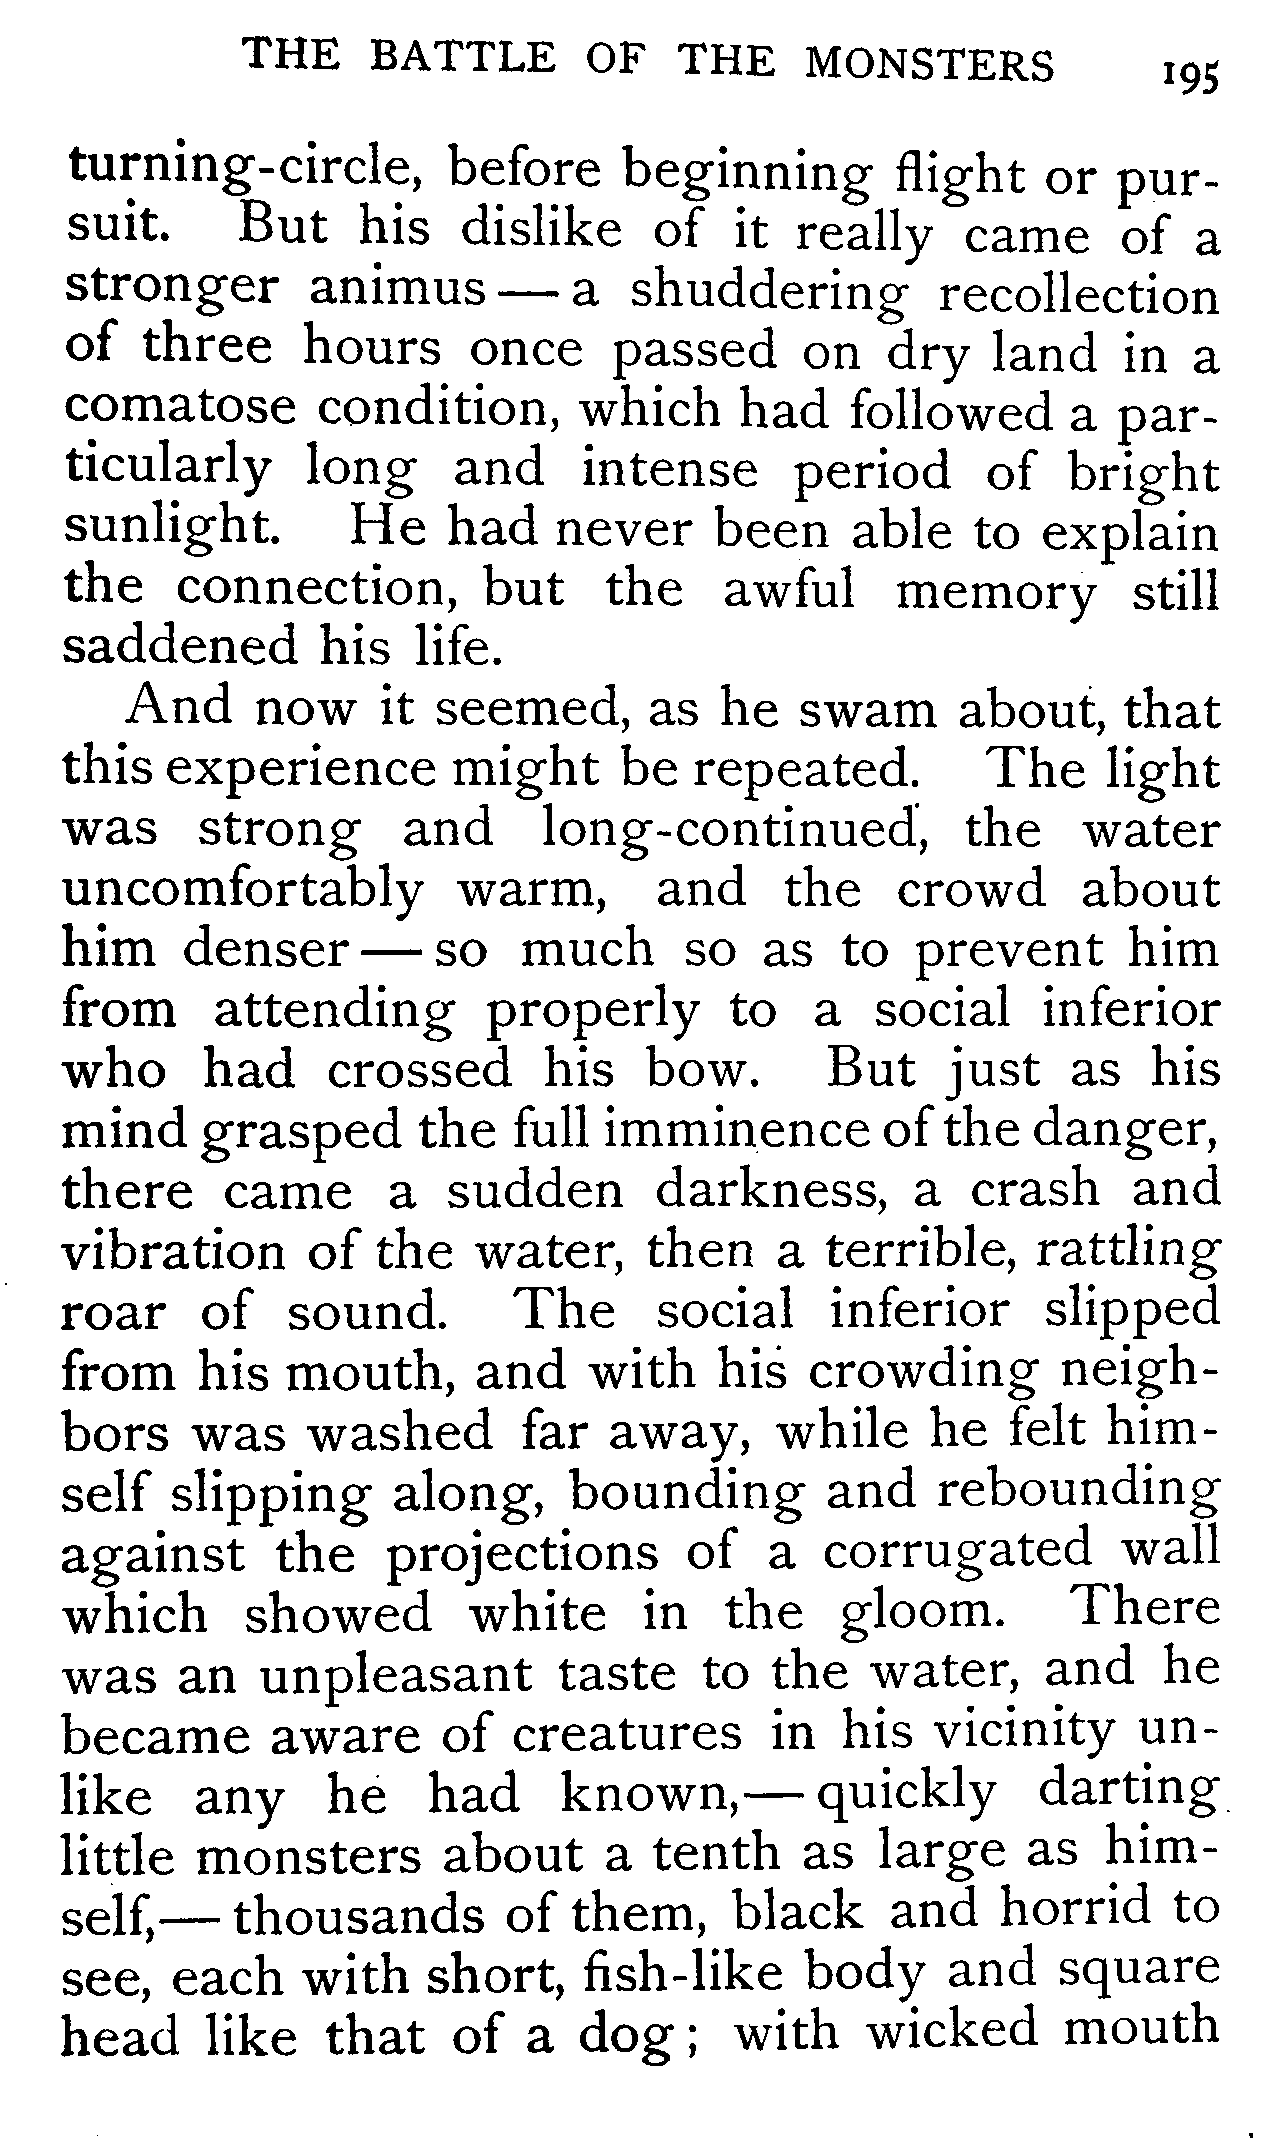 THE BATTLE OF THE MONSTERS 195
turning-circle, before beginning flight or pur-
suit. But his dislike of it really came of a
stronger animus — a shuddering recollection
of three hours once passed on dry land in a
comatose condition, which had followed a par-
ticularly long and intense period of bright
sunlight. He had never been able to explain
the connection, but the awful memory still
saddened his life.
And now it seemed, as he swam about, that
this experience might be repeated. The light
was strong and long-continued, the water
uncomfortably warm, and the crowd about
him denser — so much so as to prevent him
from attending properly to a social inferior
who had crossed his bow. But just as his
mind grasped the full imminence of the danger,
there came a sudden darkness, a crash and
vibration of the water, then a terrible, rattling
roar of sound. The social inferior slipped
from his mouth, and with his crowding neigh-
bors was washed far away, while he felt him-
self slipping along, bounding and rebounding
against the projections of a corrugated wall
which showed white in the gloom. There
was an unpleasant taste to the water, and he
became aware of creatures in his vicinity un-
like any he had known,— quickly darting
little monsters about a tenth as large as him-
self,— thousands of them, black and horrid to
see, each with short, fish-like body and square
head like that of a dog; with wicked mouth